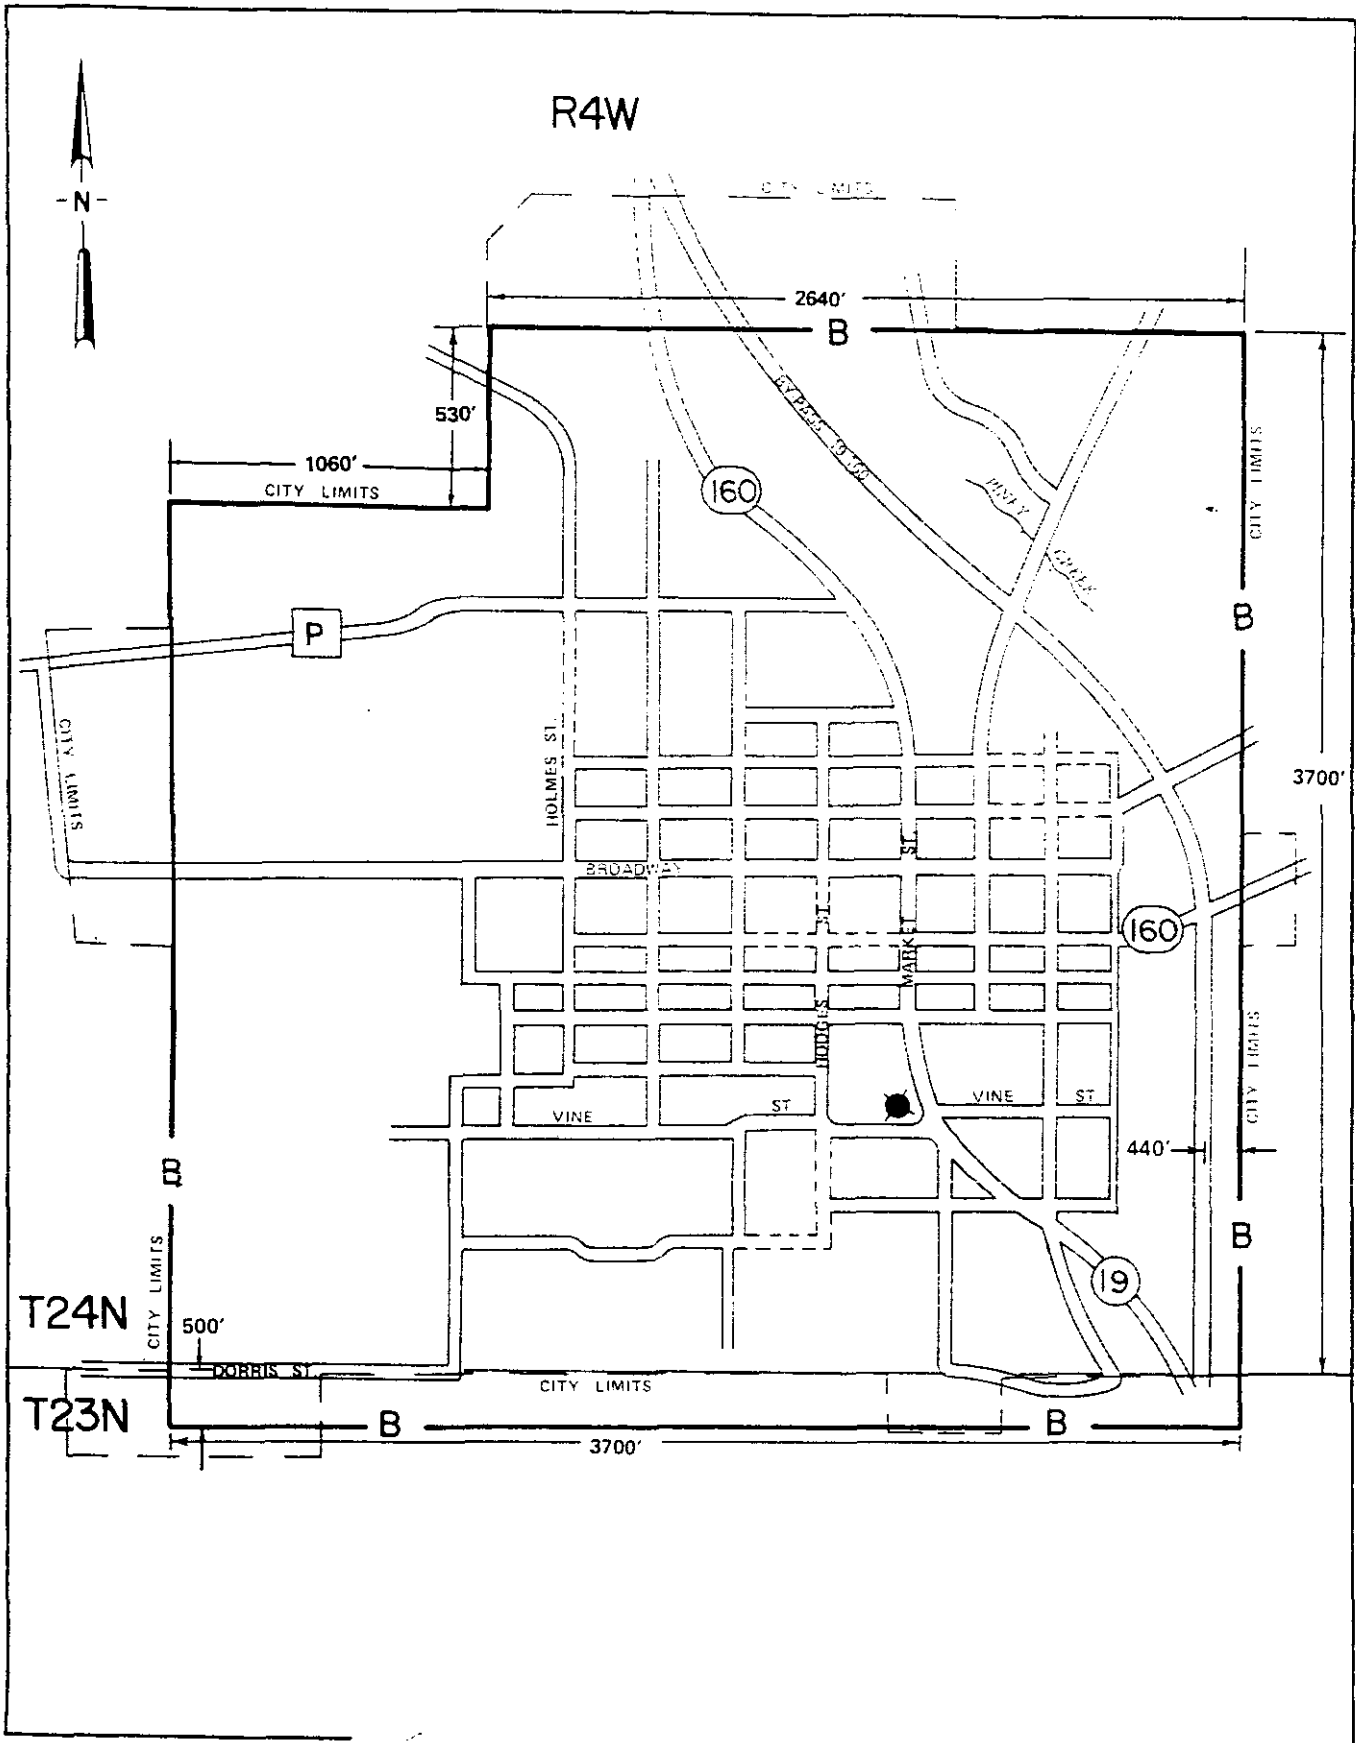 R4W
-N-
CITY LIMITS
2640'
B
530'
1060'
CITY LIMITS
160
CITY LIMITS
PINEY
CREEK
B
P
CITY LIMITS
HOLMES ST.
3700'
ST.
BROADWAY
ST.
MARKET
160
HODGES
CITY LIMITS
VINE ST
VINE ST
440'
B
B
CITY LIMITS
19
T24N
500'
DORRIS ST.
CITY LIMITS
T23N
B
B
3700'